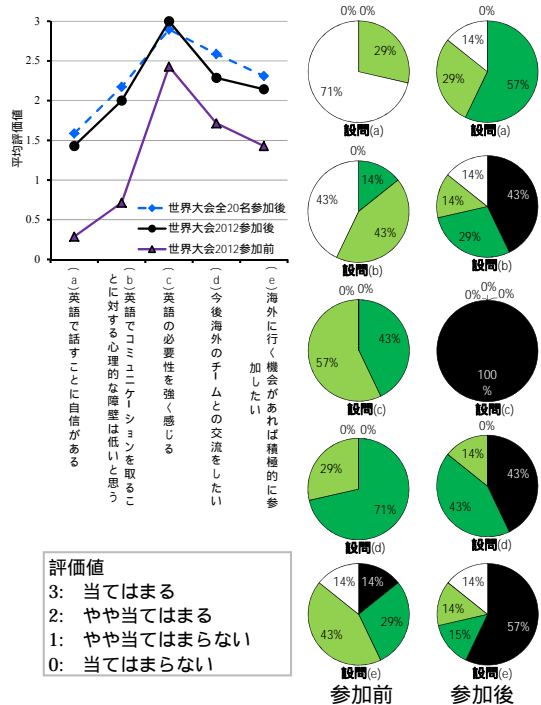 3
2.5
2
1.5
1
0.5
0
平均評価値
世界大会全20名参加後
世界大会2012参加後
世界大会2012参加前
(a)英語で話すことに自信がある
(b)英語でコミュニケーションを取るこ
とに対する心理的な障壁は低いと思う
(c)英語の必要性を強く感じる
(d)今後海外のチームとの交流をしたい
(e)海外に行く機会があれば積極的に参
加したい
評価値
3: 当てはまる
2: やや当てはまる
1: やや当てはまらない
0: 当てはまらない
0% 0%
29%
71%
設問(a)
0%
14%
29%
57%
設問(a)
0%
14%
43%
43%
設問(b)
14%
43%
14%
29%
設問(b)
0% 0%
43%
57%
設問(c)
0%
0% 0%
100
%
設問(c)
0% 0%
29%
71%
設問(d)
0%
14%
43%
43%
設問(d)
14%
14%
29%
43%
設問(e)
14%
14%
15%
57%
設問(e)
参加前
参加後